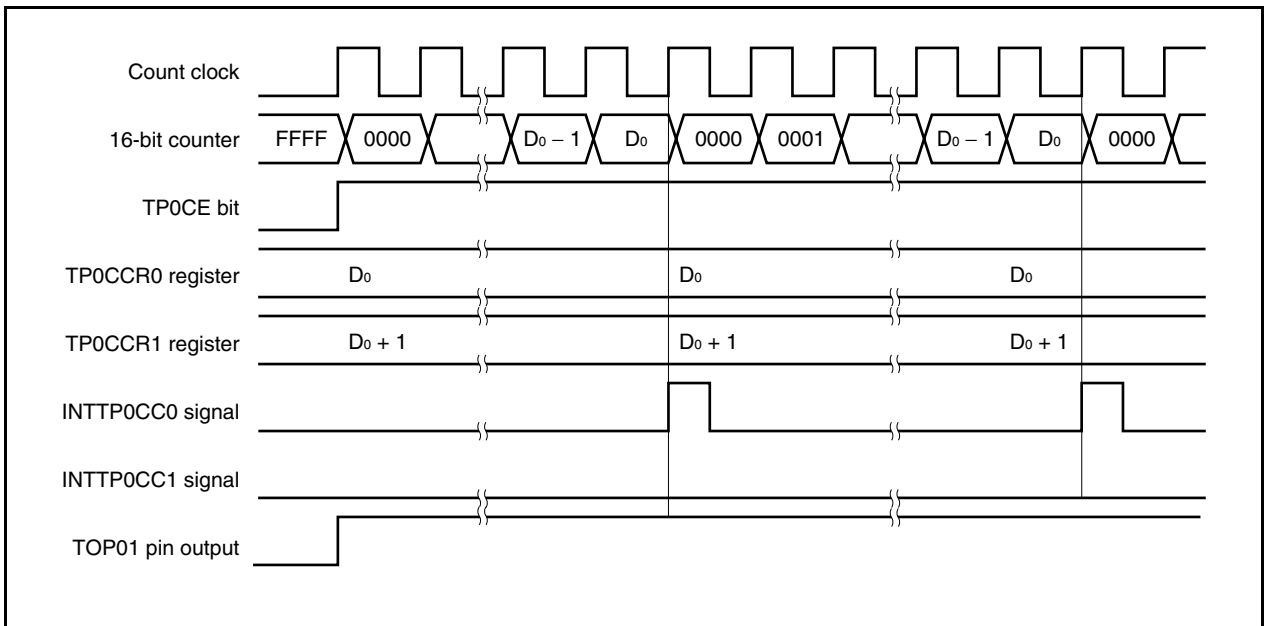 Count clock
16-bit counter FFFF 0000 D₀ − 1 D₀ 0000 0001 D₀ − 1 D₀ 0000
TP0CE bit
TP0CCR0 register D₀ D₀ D₀
TP0CCR1 register D₀ + 1 D₀ + 1 D₀ + 1
INTTP0CC0 signal
INTTP0CC1 signal
TOP01 pin output